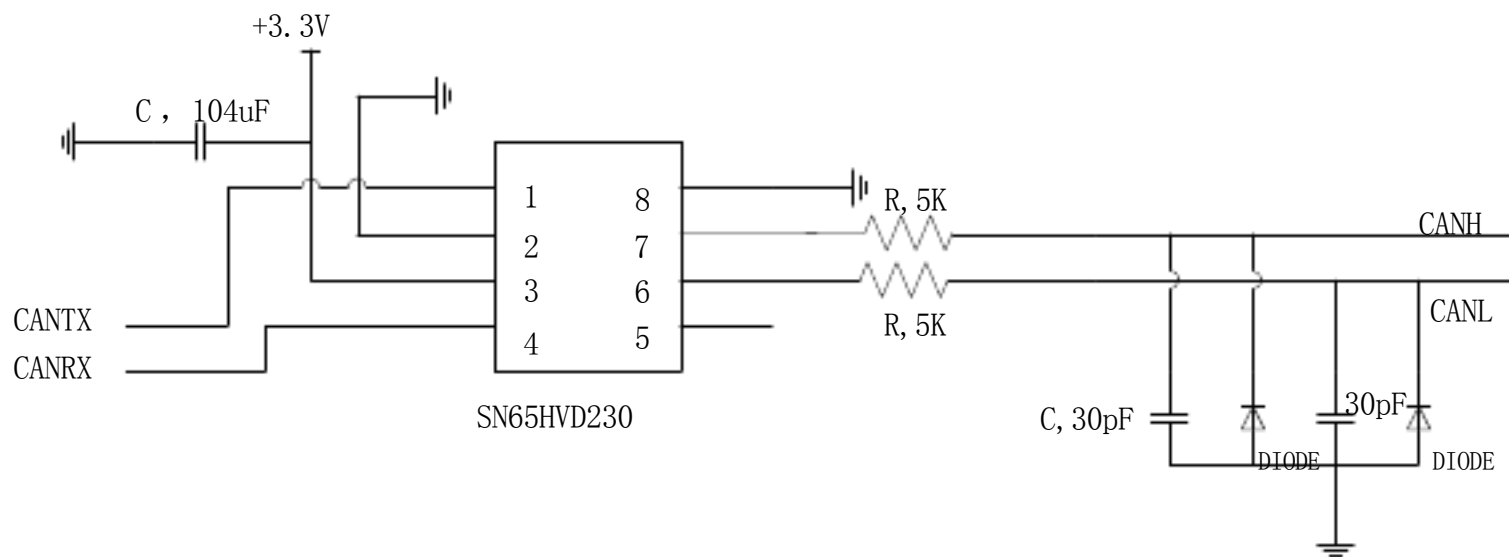 +3.3V
C, 104uF
1
2
3
4
8
7
6
5
R,5K
R,5K
CANH
CANL
CANTX
CANRX
SN65HVD230
C,30pF
30pF
DIODE
DIODE